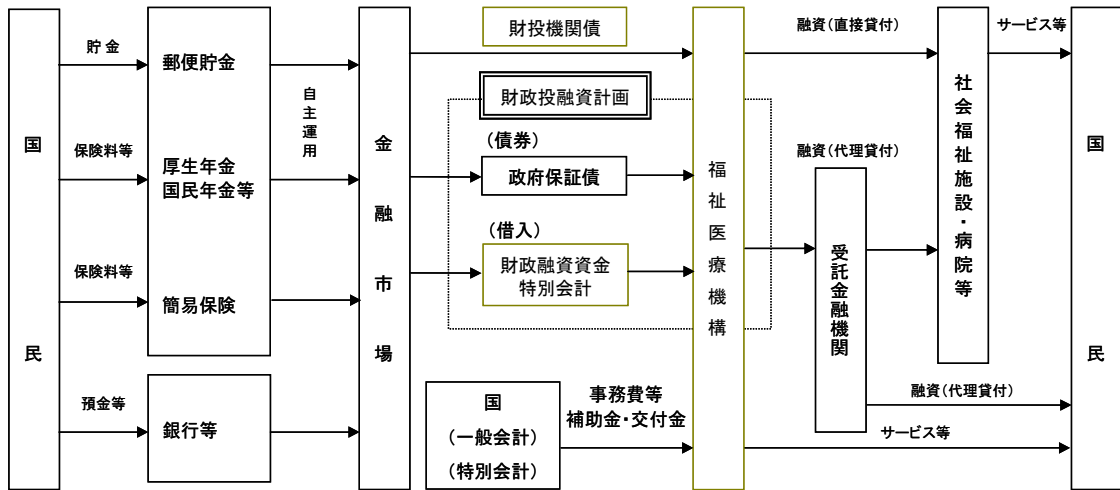 国民
貯 金
保険料等
保険料等
預金等
郵便貯金
厚生年金
国民年金等
簡易保険
銀行等
自主運用
金融市場
財投機関債
財政投融資計画
(債券)
政府保証債
(借入)
財政融資資金
特別会計
国
(一般会計)
(特別会計)
事務費等
補助金・交付金
福祉医療機構
融資(直接貸付)
融資(代理貸付)
受託金融機関
社会福祉施設・病院等
サービス等
融資(代理貸付)
サービス等
国民